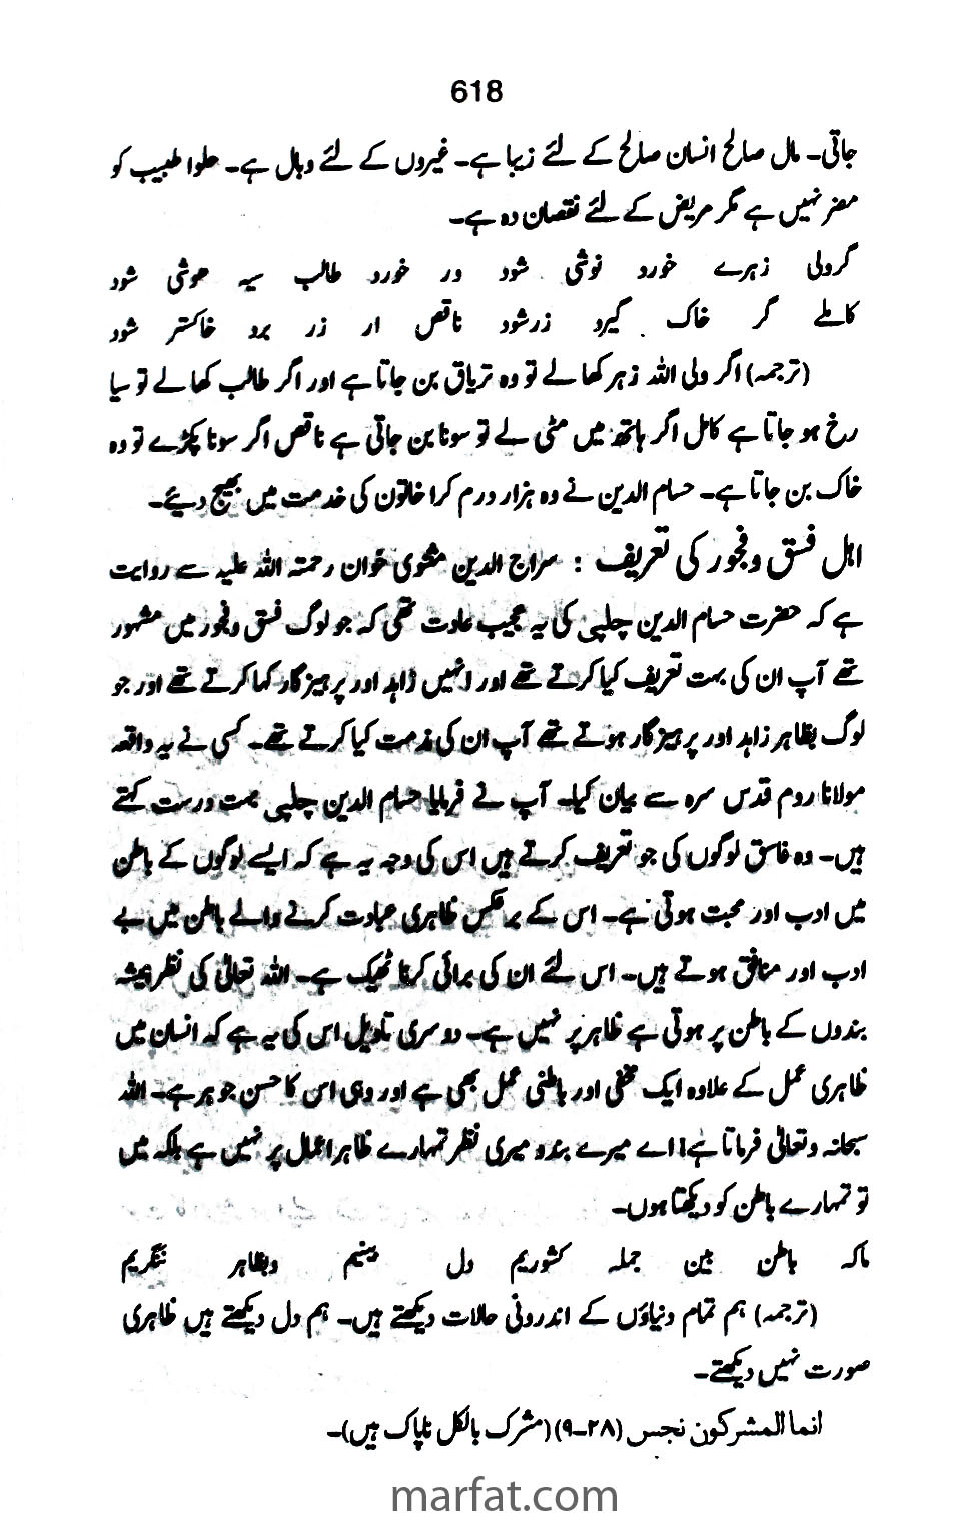 618
جاتی۔ مال صالح انسان صالح کے لئے زیبا ہے۔ غیروں کے لئے وبال ہے۔ حلوا طبیب کو
مضر نہیں ہے مگر مریض کے لئے نقصان دہ ہے۔
گر ولی زہرے خورد نوشی شود ور خورد طالب سیہ ہوشی شود
کاملے گر خاک گیرد زر شود ناقص ار زر برد خاکستر شود
(ترجمہ) اگر ولی اللہ زہر کھا لے تو وہ تریاق بن جاتا ہے اور اگر طالب کھا لے تو سیا
رخ ہو جاتا ہے کامل اگر ہاتھ میں مٹی لے تو سونا بن جاتی ہے ناقص اگر سونا پکڑے تو وہ
خاک بن جاتا ہے۔ حسام الدین نے وہ ہزار درم کرا خاتون کی خدمت میں بھیج دیئے۔
اہل فسق و فجور کی تعریف : سراج الدین مثنوی خوان رحمتہ اللہ علیہ سے روایت
ہے کہ حضرت حسام الدین چلپی کی یہ عجیب عادت تھی کہ جو لوگ فسق و فجور میں مشہور
تھے آپ ان کی بہت تعریف کیا کرتے تھے اور انہیں زاہد اور پرہیز گار کہا کرتے تھے اور جو
لوگ بظاہر زاہد اور پرہیز گار ہوتے تھے آپ ان کی مذمت کیا کرتے تھے۔ کسی نے یہ واقعہ
مولانا روم قدس سرہ سے بیان کیا۔ آپ نے فرمایا حسام الدین چلپی بہت درست کہتے
ہیں۔ وہ فاسق لوگوں کی جو تعریف کرتے ہیں اس کی وجہ یہ ہے کہ ایسے لوگوں کے باطن
میں ادب اور محبت ہوتی ہے۔ اس کے برعکس ظاہری عبادت کرنے والے باطن میں بے
ادب اور منافق ہوتے ہیں۔ اس لئے ان کی برائی کرنا ٹھیک ہے۔ اللہ تعالیٰ کی نظر ہمیشہ
بندوں کے باطن پر ہوتی ہے ظاہر پر نہیں ہے۔ دوسری تاویل اس کی یہ ہے کہ انسان میں
ظاہری عمل کے علاوہ ایک مخفی اور باطنی عمل بھی ہے اور وہی اس کا حسن جوہر ہے۔ اللہ
سبحانہ وتعالیٰ فرماتا ہے! اے میرے بندو میری نظر تمہارے ظاہر اعمال پر نہیں ہے بلکہ میں
تو تمہارے باطن کو دیکھتا ہوں۔
ماکہ باطن بین جملہ کشوریم دل ببینیم و بظاہر ننگریم
(ترجمہ) ہم تمام دنیاؤں کے اندرونی حالات دیکھتے ہیں۔ ہم دل دیکھتے ہیں ظاہری
صورت نہیں دیکھتے۔
انما المشرکون نجس (۲۸-۹) (مشرک بالکل ناپاک ہیں)۔
marfat.com